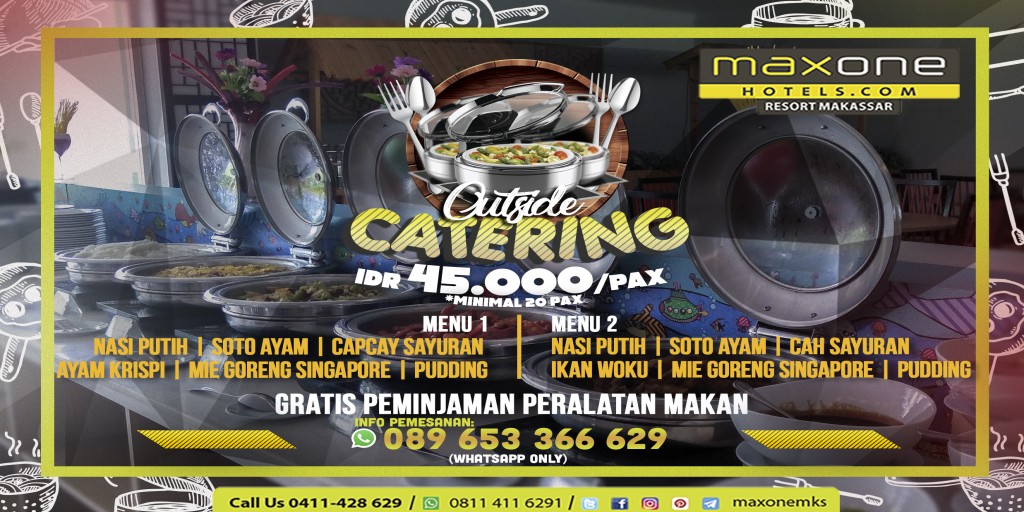 maxone
HOTELS.COM
RESORT MAKASSAR
Outside
CATERING
IDR 45.000/PAX
*MINIMAL 20 PAX
MENU 1
NASI PUTIH | SOTO AYAM | CAPCAY SAYURAN
AYAM KRISPI | MIE GORENG SINGAPORE | PUDDING
MENU 2
NASI PUTIH | SOTO AYAM | CAH SAYURAN
IKAN WOKU | MIE GORENG SINGAPORE | PUDDING
GRATIS PEMINJAMAN PERALATAN MAKAN
INFO PEMESANAN:
089 653 366 629
(WHATSAPP ONLY)
Call Us 0411-428 629 / 0811 411 6291 / maxonemks